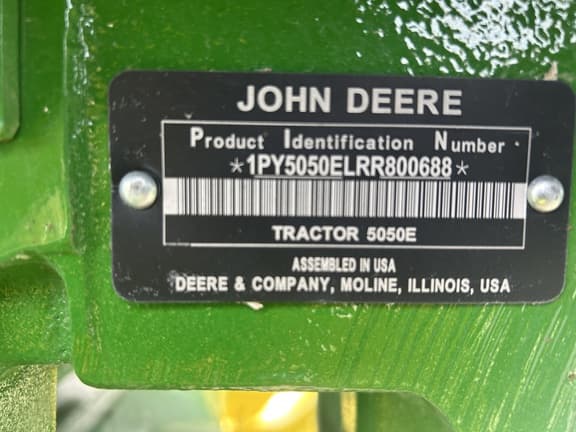 JOHN DEERE
Product Identification Number
*1PY5050ELRR800688*
TRACTOR 5050E
ASSEMBLED IN USA
DEERE & COMPANY, MOLINE, ILLINOIS, USA